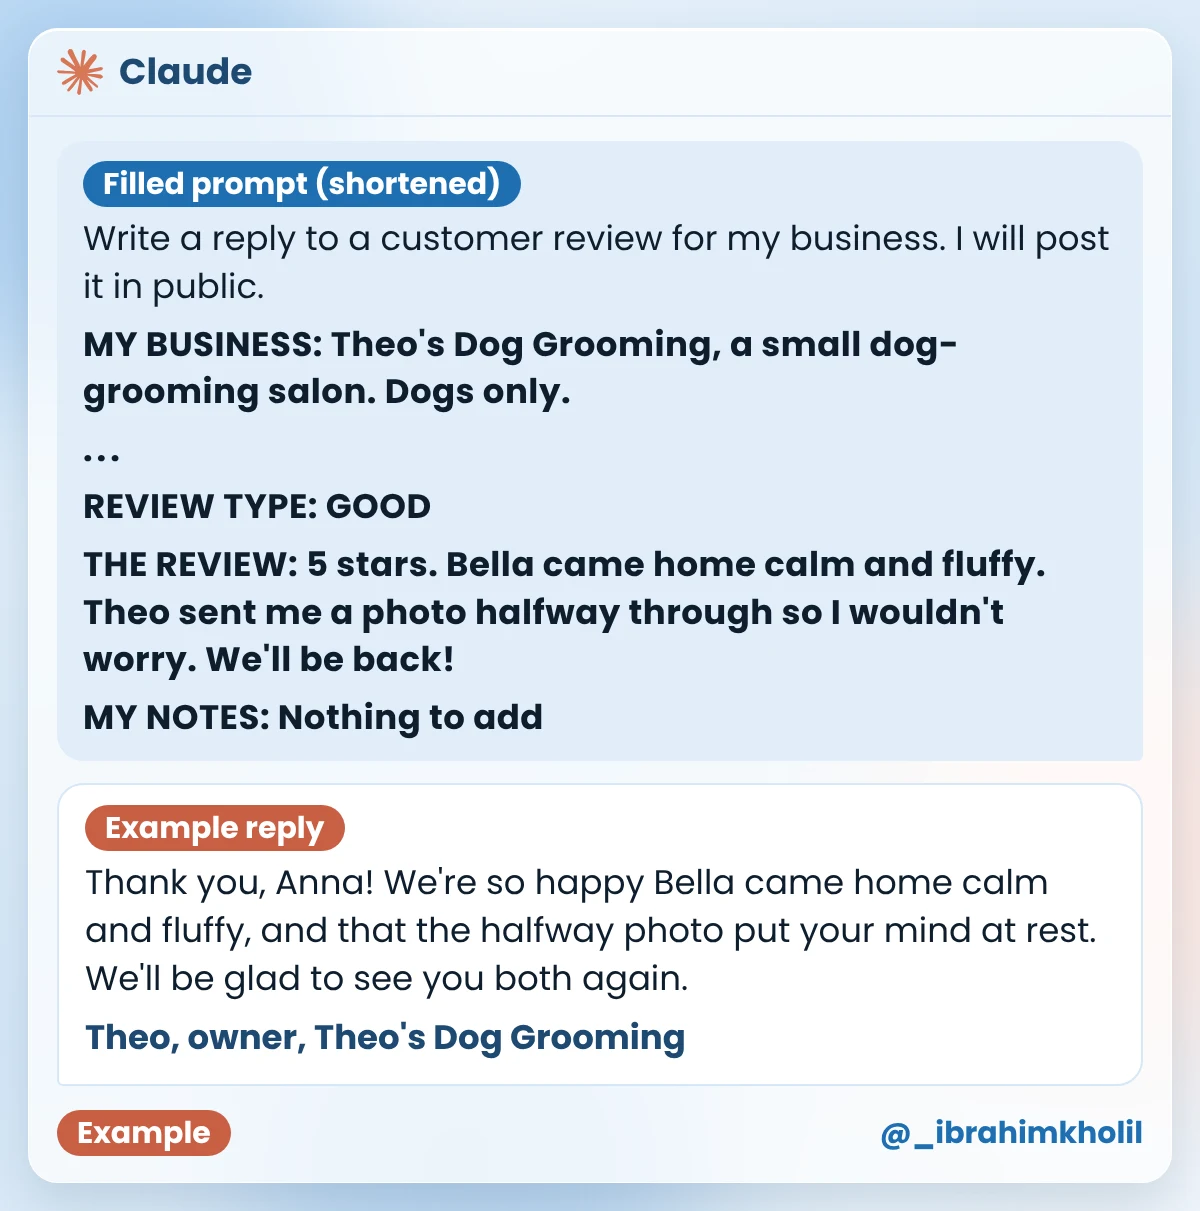 Claude
Filled prompt (shortened)
Write a reply to a customer review for my business. I will post
it in public.
MY BUSINESS: Theo's Dog Grooming, a small dog-
grooming salon. Dogs only.
...
REVIEW TYPE: GOOD
THE REVIEW: 5 stars. Bella came home calm and fluffy.
Theo sent me a photo halfway through so I wouldn't
worry. We'll be back!
MY NOTES: Nothing to add
Example reply
Thank you, Anna! We're so happy Bella came home calm
and fluffy, and that the halfway photo put your mind at rest.
We'll be glad to see you both again.
Theo, owner, Theo's Dog Grooming
Example
@_ibrahimkholil